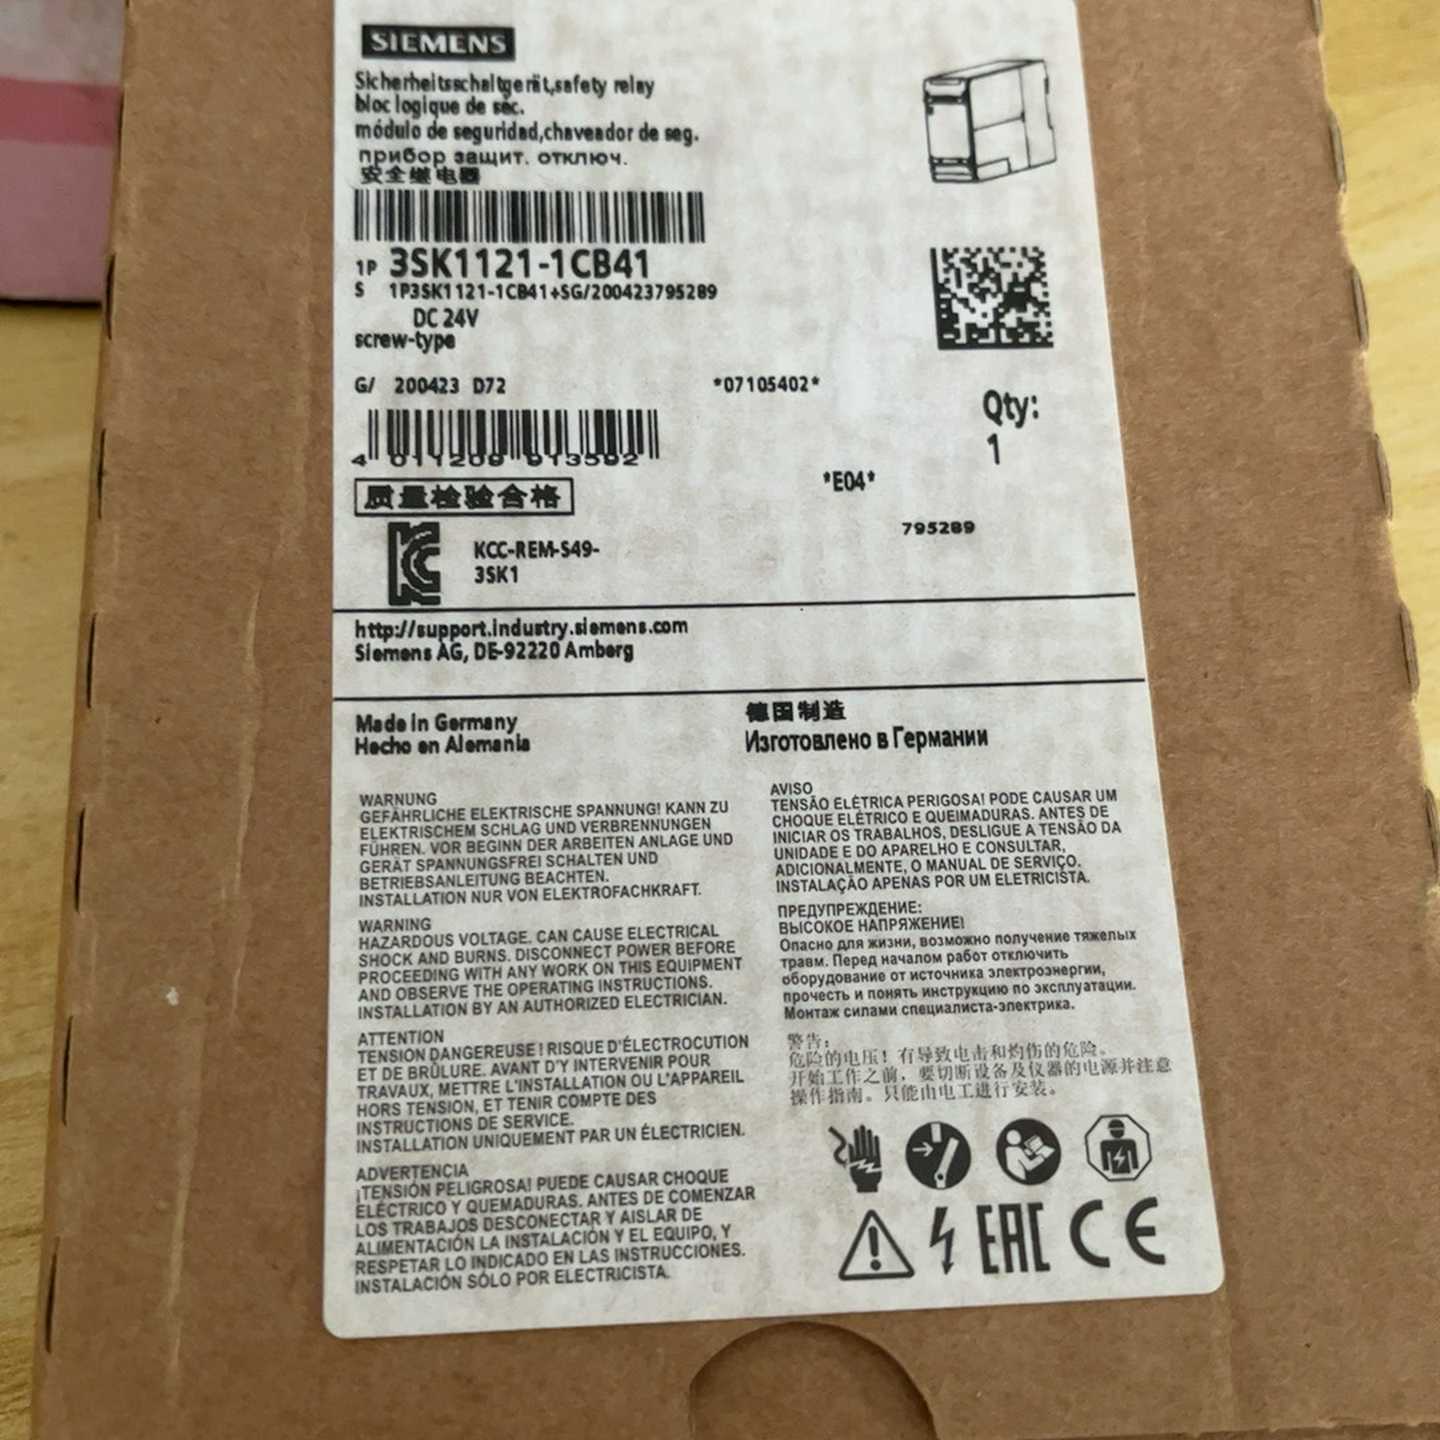 SIEMENS
Sicherheitsschaltgerät,safety relay
bloc logique de séc.
módulo de seguridad,chaveador de seg.
прибор защит. отключ.
安全继电器
1P 3SK1121-1CB41
S 1P3SK1121-1CB41+SG/200423795289
DC 24V
screw-type
G/ 200423 D72 *07105402*
Qty:
1
4 011209 913592
*E04*
质量检验合格
795289
KCC-REM-S49-
3SK1
http://support.industry.siemens.com
Siemens AG, DE-92220 Amberg
Made in Germany
Hecho en Alemania
德国制造
Изготовлено в Германии
WARNUNG
GEFÄHRLICHE ELEKTRISCHE SPANNUNG! KANN ZU
ELEKTRISCHEM SCHLAG UND VERBRENNUNGEN
FÜHREN. VOR BEGINN DER ARBEITEN ANLAGE UND
GERÄT SPANNUNGSFREI SCHALTEN UND
BETRIEBSANLEITUNG BEACHTEN.
INSTALLATION NUR VON ELEKTROFACHKRAFT.
WARNING
HAZARDOUS VOLTAGE. CAN CAUSE ELECTRICAL
SHOCK AND BURNS. DISCONNECT POWER BEFORE
PROCEEDING WITH ANY WORK ON THIS EQUIPMENT
AND OBSERVE THE OPERATING INSTRUCTIONS.
INSTALLATION BY AN AUTHORIZED ELECTRICIAN.
ATTENTION
TENSION DANGEREUSE ! RISQUE D'ÉLECTROCUTION
ET DE BRÛLURE. AVANT D'Y INTERVENIR POUR
TRAVAUX, METTRE L'INSTALLATION OU L'APPAREIL
HORS TENSION, ET TENIR COMPTE DES
INSTRUCTIONS DE SERVICE.
INSTALLATION UNIQUEMENT PAR UN ÉLECTRICIEN.
ADVERTENCIA
¡TENSIÓN PELIGROSA! PUEDE CAUSAR CHOQUE
ELÉCTRICO Y QUEMADURAS. ANTES DE COMENZAR
LOS TRABAJOS DESCONECTAR Y AISLAR DE
ALIMENTACIÓN LA INSTALACIÓN Y EL EQUIPO, Y
RESPETAR LO INDICADO EN LAS INSTRUCCIONES.
INSTALACIÓN SÓLO POR ELECTRICISTA.
AVISO
TENSÃO ELÉTRICA PERIGOSA! PODE CAUSAR UM
CHOQUE ELÉTRICO E QUEIMADURAS. ANTES DE
INICIAR OS TRABALHOS, DESLIGUE A TENSÃO DA
UNIDADE E DO APARELHO E CONSULTAR,
ADICIONALMENTE, O MANUAL DE SERVIÇO.
INSTALAÇÃO APENAS POR UM ELETRICISTA.
ПРЕДУПРЕЖДЕНИЕ:
ВЫСОКОЕ НАПРЯЖЕНИЕ!
Опасно для жизни, возможно получение тяжелых
травм. Перед началом работ отключить
оборудование от источника электроэнергии,
прочесть и понять инструкцию по эксплуатации.
Монтаж силами специалиста-электрика.
警告:
危险的电压! 有导致电击和灼伤的危险。
开始工作之前, 要切断设备及仪器的电源并注意
操作指南。只能由电工进行安装。
EAC CE